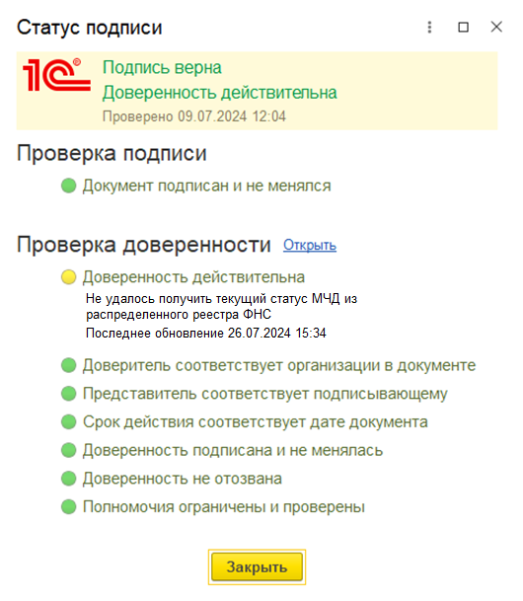 Статус подписи
1С®
Подпись верна
Доверенность действительна
Проверено 09.07.2024 12:04
Проверка подписи
Документ подписан и не менялся
Проверка доверенности Открыть
Доверенность действительна
Не удалось получить текущий статус МЧД из
распределенного реестра ФНС
Последнее обновление 26.07.2024 15:34
Доверитель соответствует организации в документе
Представитель соответствует подписывающему
Срок действия соответствует дате документа
Доверенность подписана и не менялась
Доверенность не отозвана
Полномочия ограничены и проверены
Закрыть